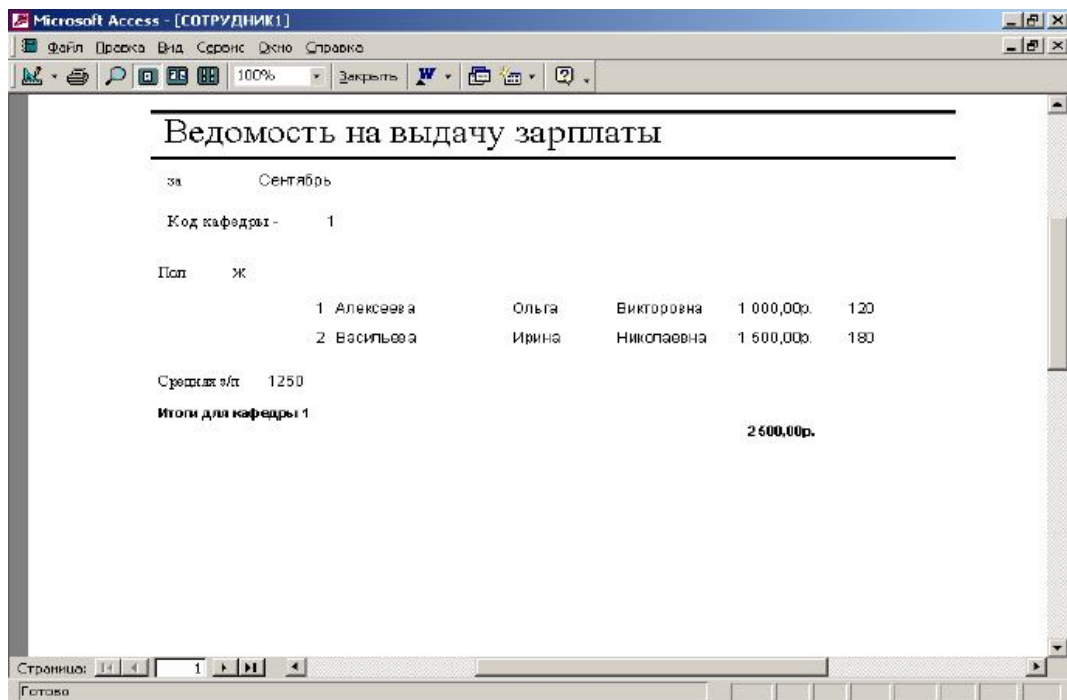 Microsoft Access - [СОТРУДНИК1]
Файл Правка Вид Сервис Окно Справка
100% Закрыть W
Ведомость на выдачу зарплаты
за Сентябрь
Код кафедры - 1
Пол Ж
1 Алексеева Ольга Викторовна 1 000,00р. 120
2 Васильева Ирина Николаевна 1 500,00р. 180
Средняя з/п 1250
Итоги для кафедры 1
2 500,00р.
Страница: 1
Готово